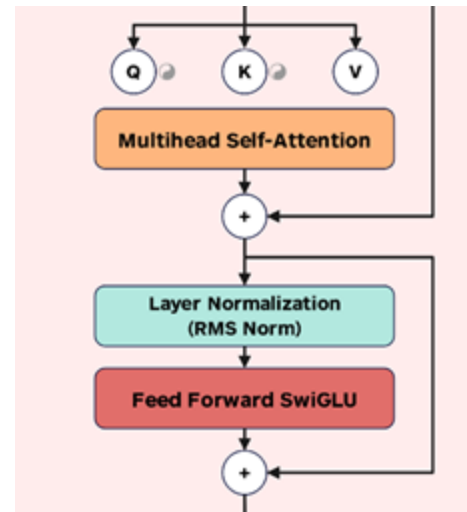 Q K V
Multihead Self-Attention
+
Layer Normalization
(RMS Norm)
Feed Forward SwiGLU
+